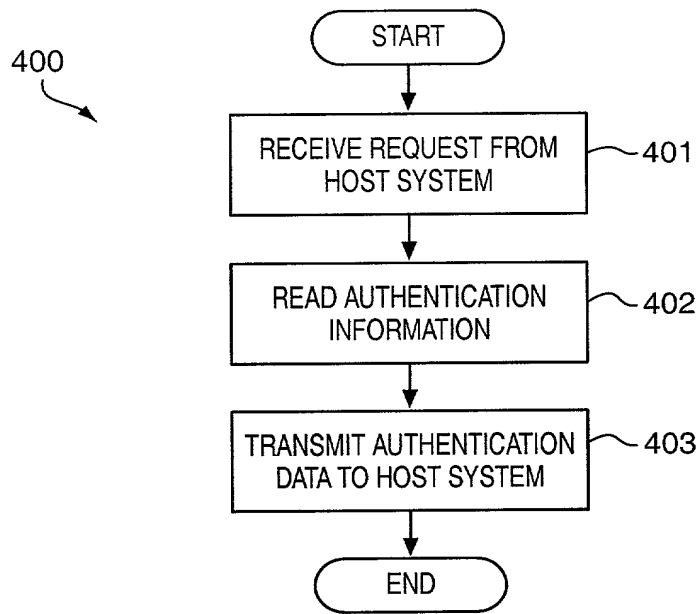 START
400
RECEIVE REQUEST FROM
HOST SYSTEM
401
READ AUTHENTICATION
INFORMATION
402
TRANSMIT AUTHENTICATION
DATA TO HOST SYSTEM
403
END